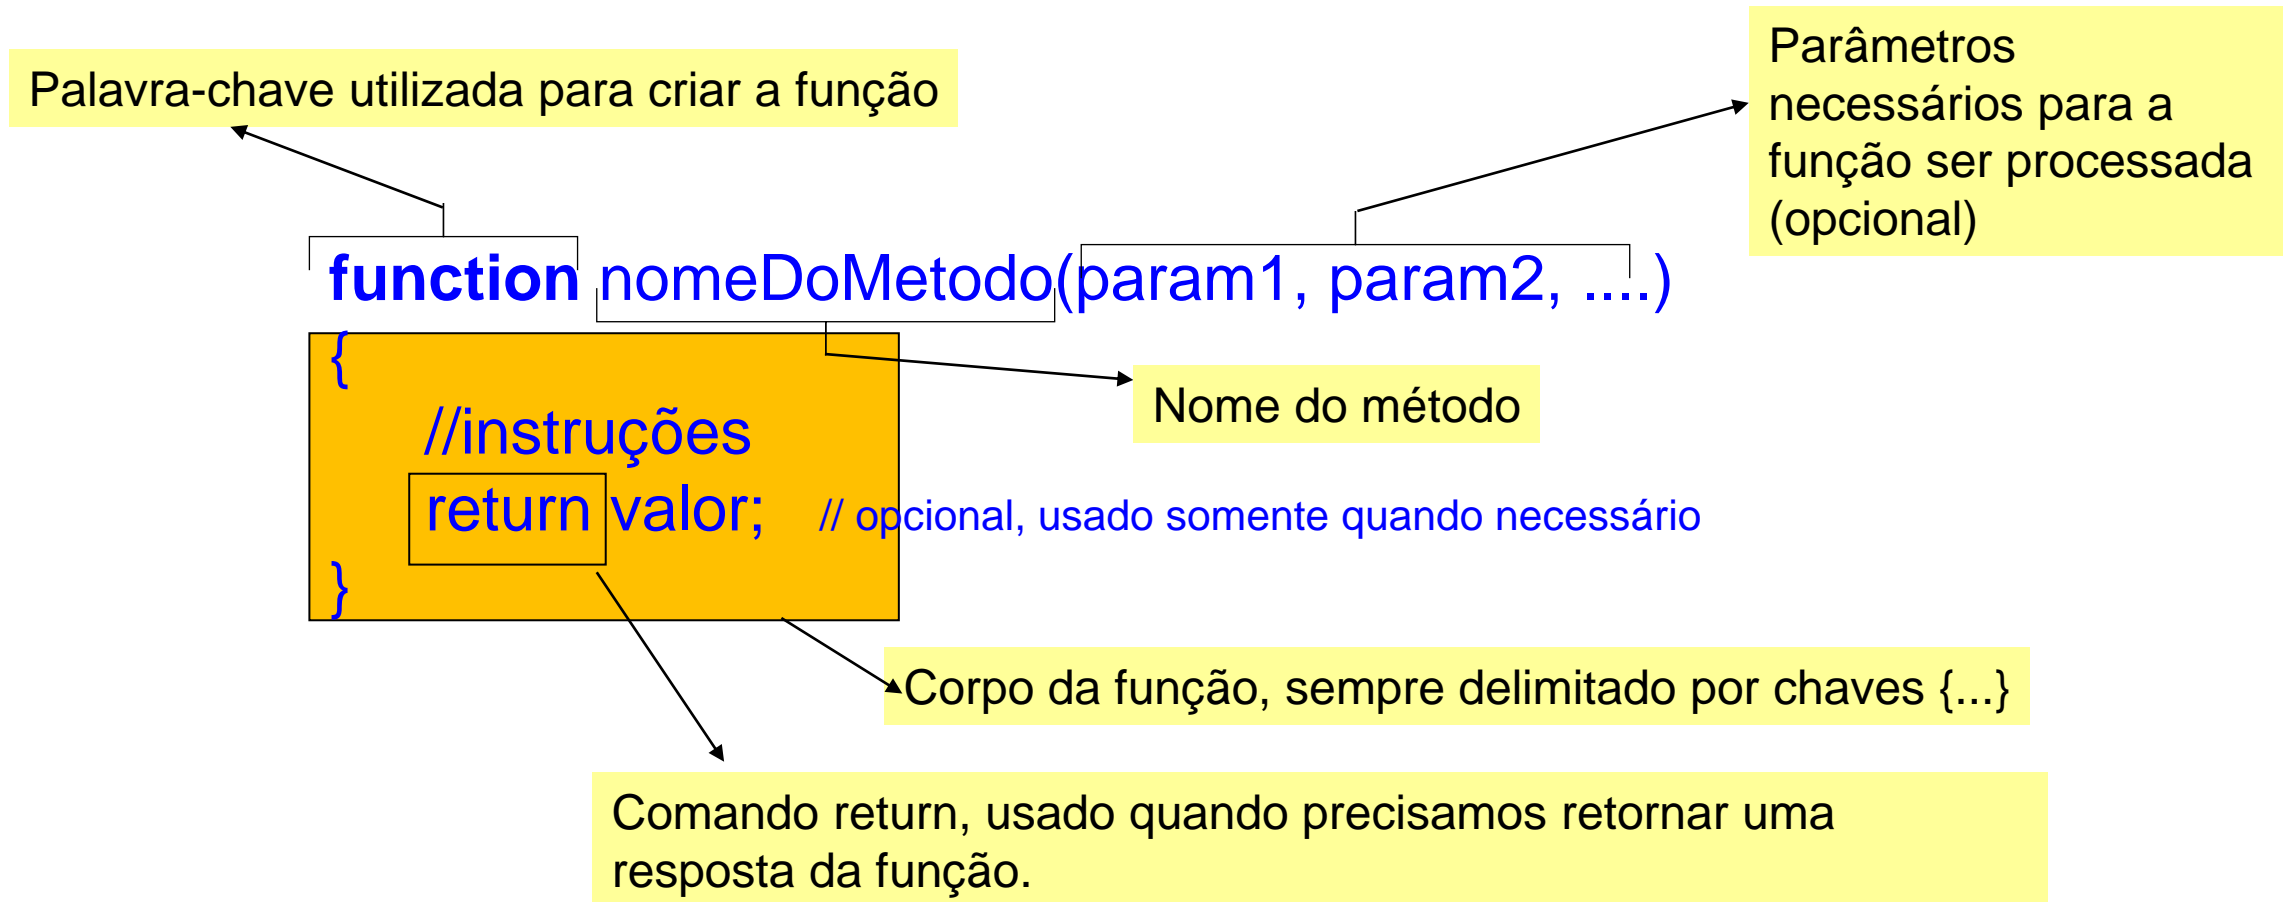 Palavra-chave utilizada para criar a função
Parâmetros
necessários para a
função ser processada
(opcional)
function nomeDoMetodo(param1, param2, ....)
{
Nome do método
//instruções
return valor; // opcional, usado somente quando necessário
}
Corpo da função, sempre delimitado por chaves {...}
Comando return, usado quando precisamos retornar uma
resposta da função.